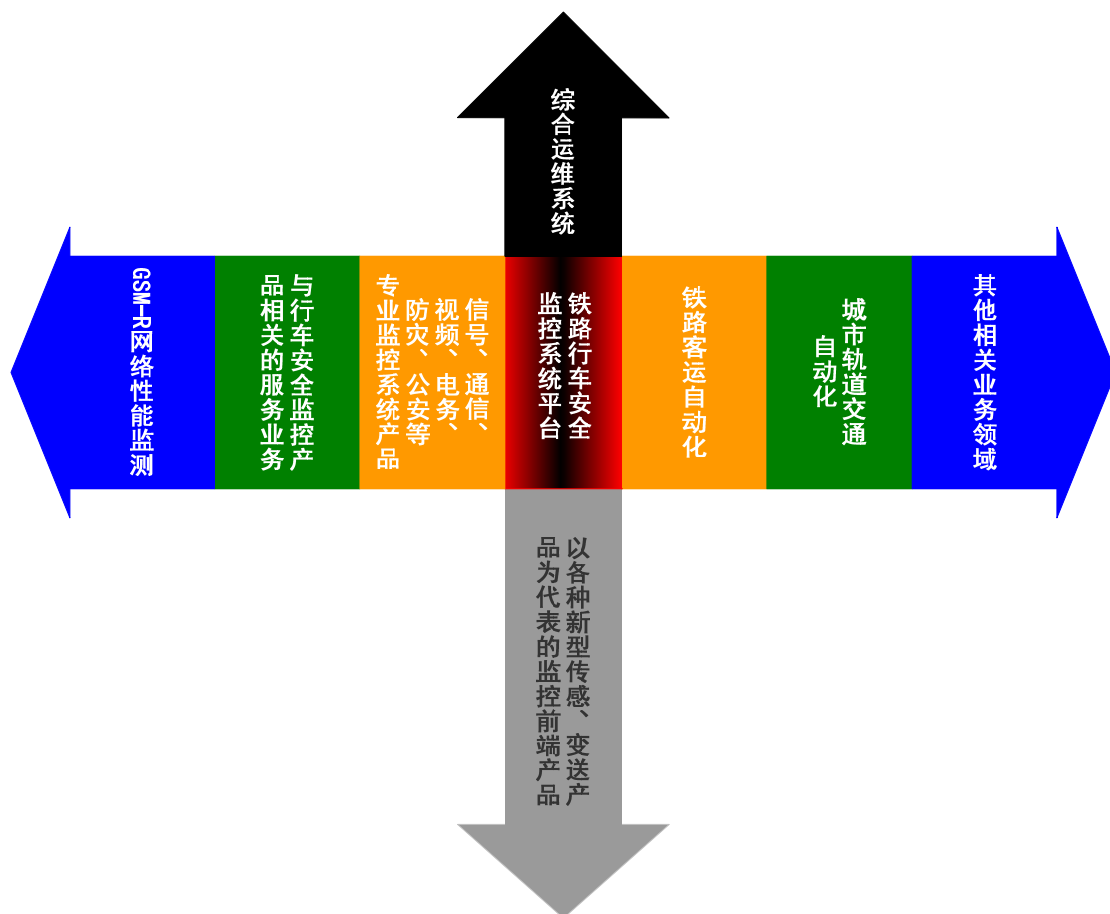 综合运维系统
GSM-R网络性能监测
与行车安全监控产
品相关的服务业务
信号、通信、
视频、电务、
防灾、公安等
专业监控系统产品
铁路行车安全
监控系统平台
铁路客运自动化
城市轨道交通
自动化
其他相关业务领域
以各种新型传感、变送产
品为代表的监控前端产品